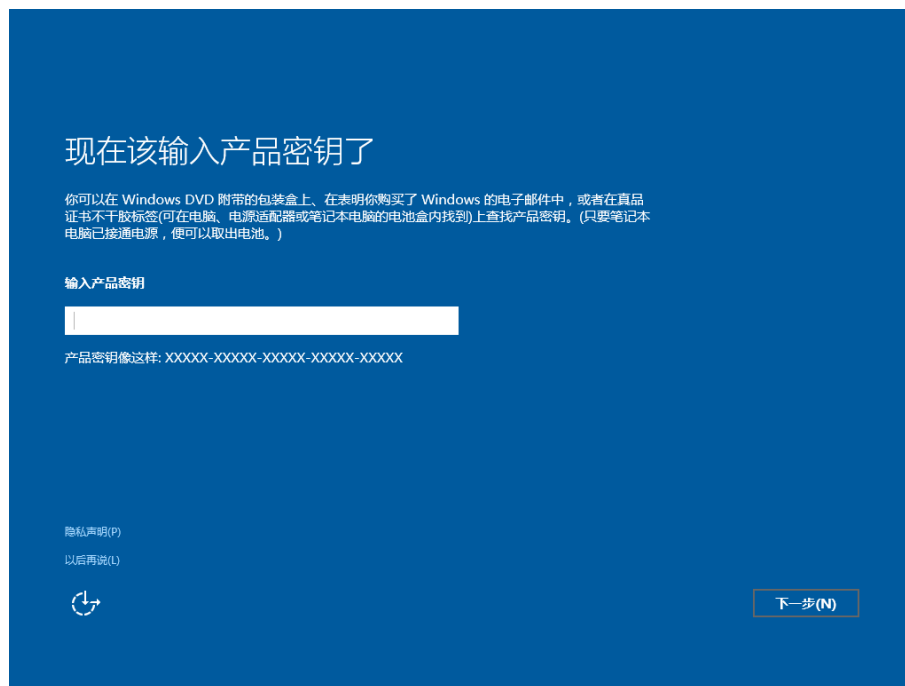 现在该输入产品密钥了
你可以在 Windows DVD 附带的包装盒上、在表明你购买了 Windows 的电子邮件中，或者在真品
证书不干胶标签(可在电脑、电源适配器或笔记本电脑的电池盒内找到)上查找产品密钥。(只要笔记本
电脑已接通电源，便可以取出电池。)
输入产品密钥
产品密钥像这样: XXXXX-XXXXX-XXXXX-XXXXX-XXXXX
隐私声明(P)
以后再说(L)
下一步(N)